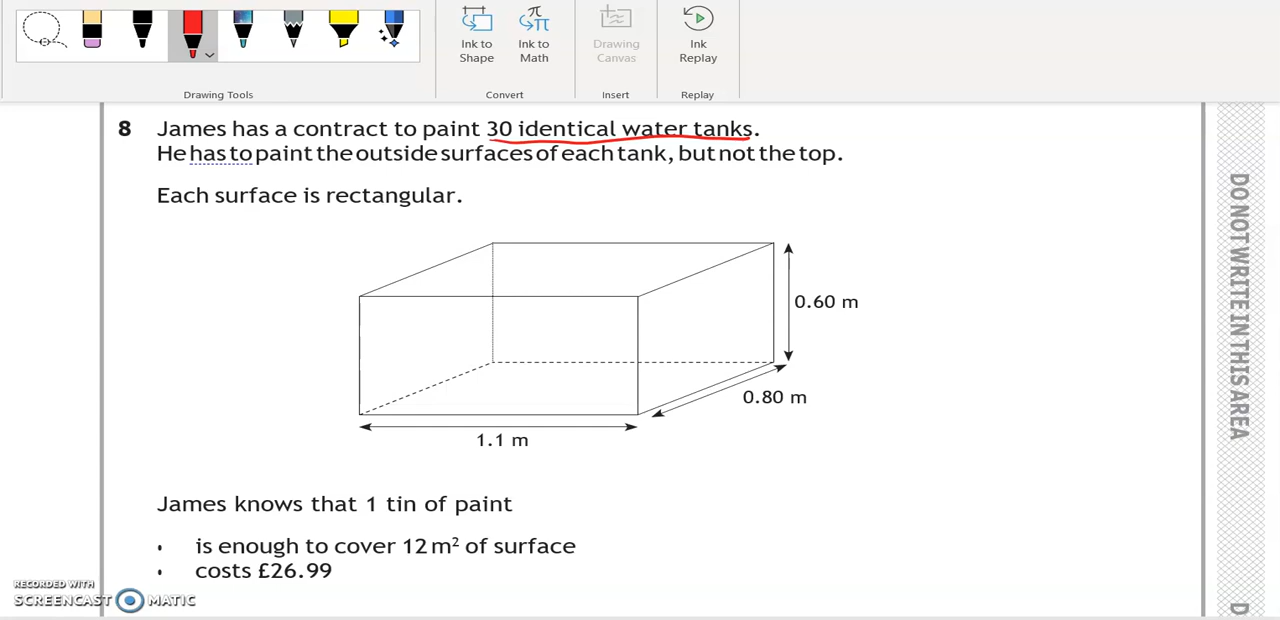 Ink to
Shape
Ink to
Math
Drawing
Canvas
Ink
Replay
Drawing Tools
Convert
Insert
Replay
8 James has a contract to paint 30 identical water tanks.
He has to paint the outside surfaces of each tank, but not the top.
Each surface is rectangular.
0.60 m
0.80 m
1.1 m
James knows that 1 tin of paint
• is enough to cover 12 m² of surface
• costs £26.99
RECORDED WITH
SCREENCAST MATIC
DO NOT WRITE IN THIS AREA
D